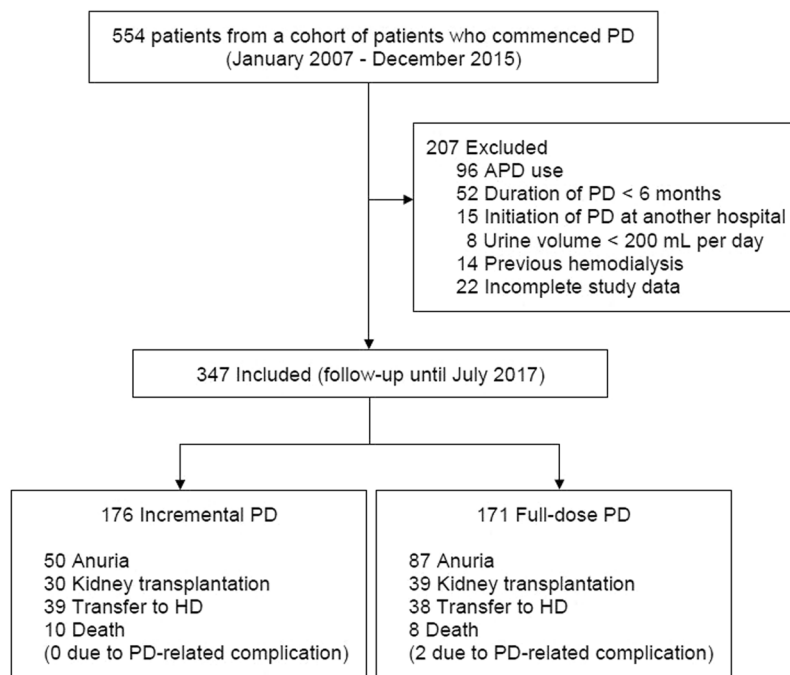 554 patients from a cohort of patients who commenced PD
(January 2007 - December 2015)
207 Excluded
96 APD use
52 Duration of PD < 6 months
15 Initiation of PD at another hospital
8 Urine volume < 200 mL per day
14 Previous hemodialysis
22 Incomplete study data
347 Included (follow-up until July 2017)
176 Incremental PD
50 Anuria
30 Kidney transplantation
39 Transfer to HD
10 Death
(0 due to PD-related complication)
171 Full-dose PD
87 Anuria
39 Kidney transplantation
38 Transfer to HD
8 Death
(2 due to PD-related complication)